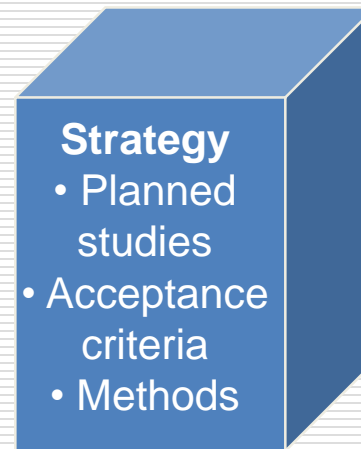 Strategy
• Planned
studies
• Acceptance
criteria
• Methods